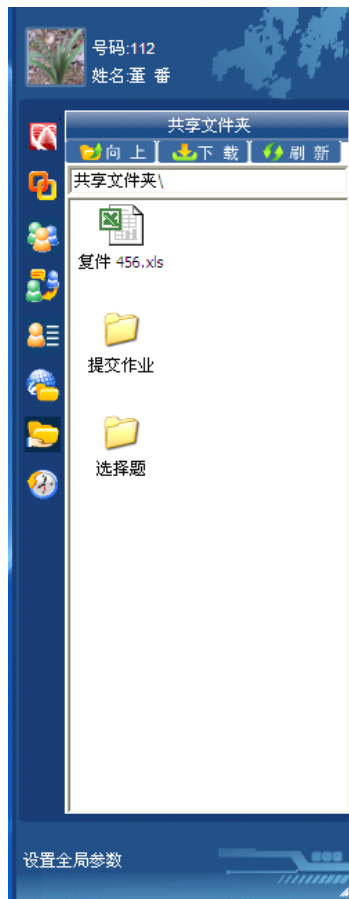 号码:112
姓名:堇 番
共享文件夹
向 上 下 载 刷 新
共享文件夹\
复件 456.xls
提交作业
选择题
设置全局参数